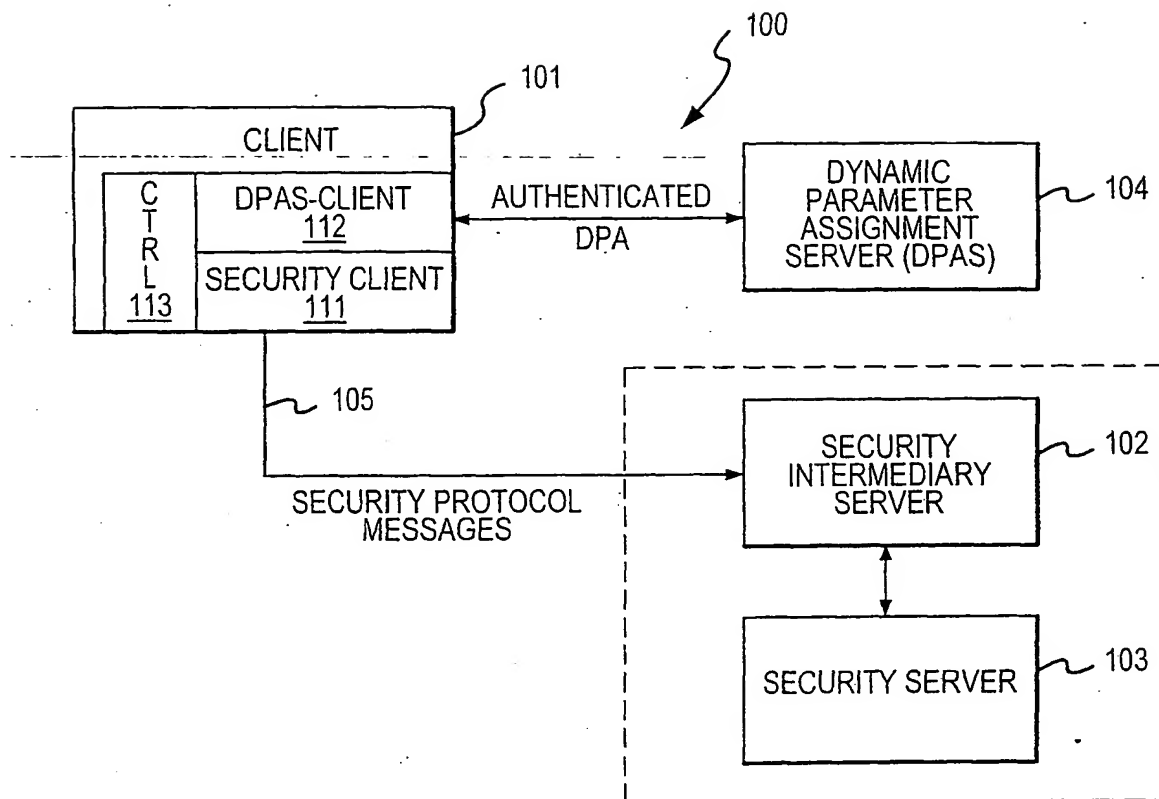 100
101
CLIENT
CTRL
113
DPAS-CLIENT
112
SECURITY CLIENT
111
AUTHENTICATED
DPA
DYNAMIC
PARAMETER
ASSIGNMENT
SERVER (DPAS)
104
105
SECURITY PROTOCOL
MESSAGES
SECURITY
INTERMEDIARY
SERVER
102
SECURITY SERVER
103